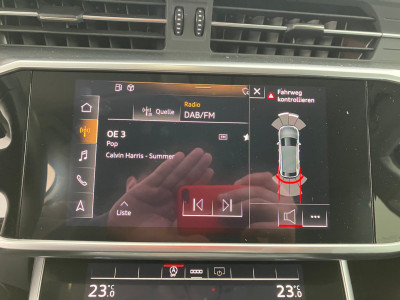 Quelle
Radio
DAB/FM
Fahrweg
kontrollieren
OE 3
Pop
Calvin Harris - Summer
Liste
23.0 °C
23.0 °C